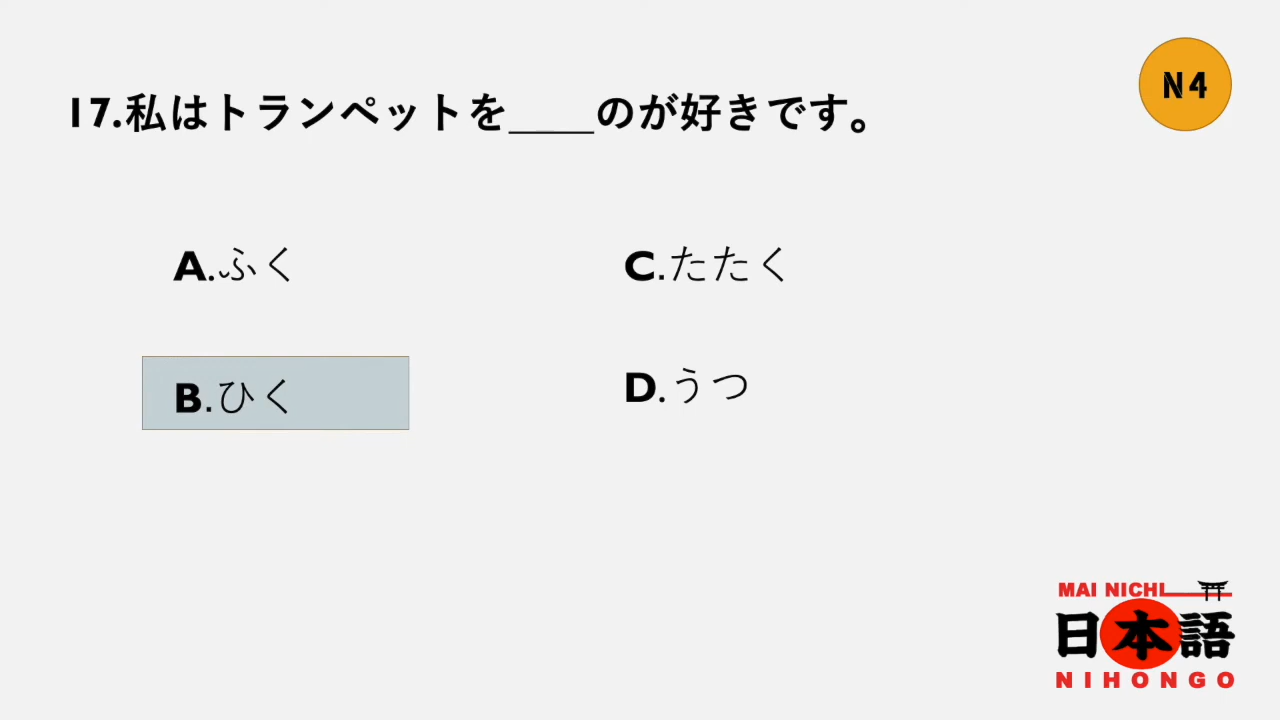 17.私はトランペットを____のが好きです。
N4
A.ふく
C.たたく
B.ひく
D.うつ
MAI NICHI
日本語
NIHONGO